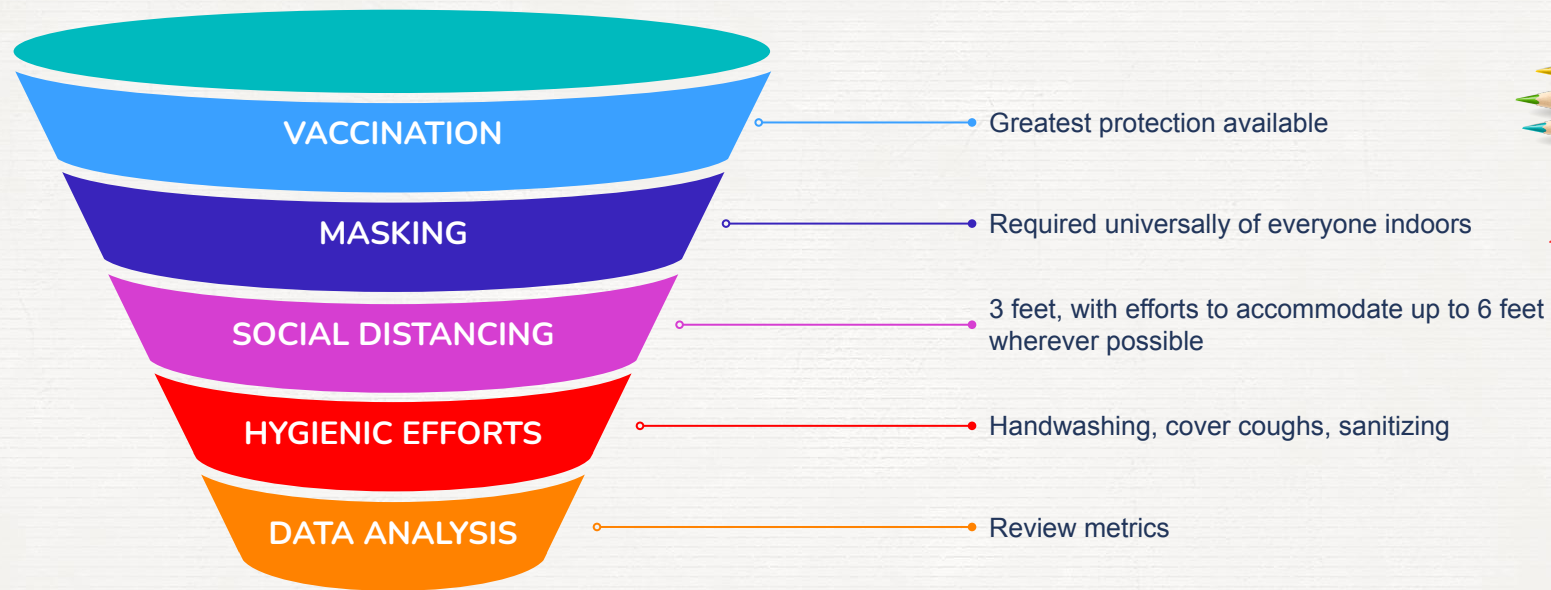 VACCINATION
Greatest protection available
MASKING
Required universally of everyone indoors
SOCIAL DISTANCING
3 feet, with efforts to accommodate up to 6 feet
wherever possible
HYGIENIC EFFORTS
Handwashing, cover coughs, sanitizing
DATA ANALYSIS
Review metrics